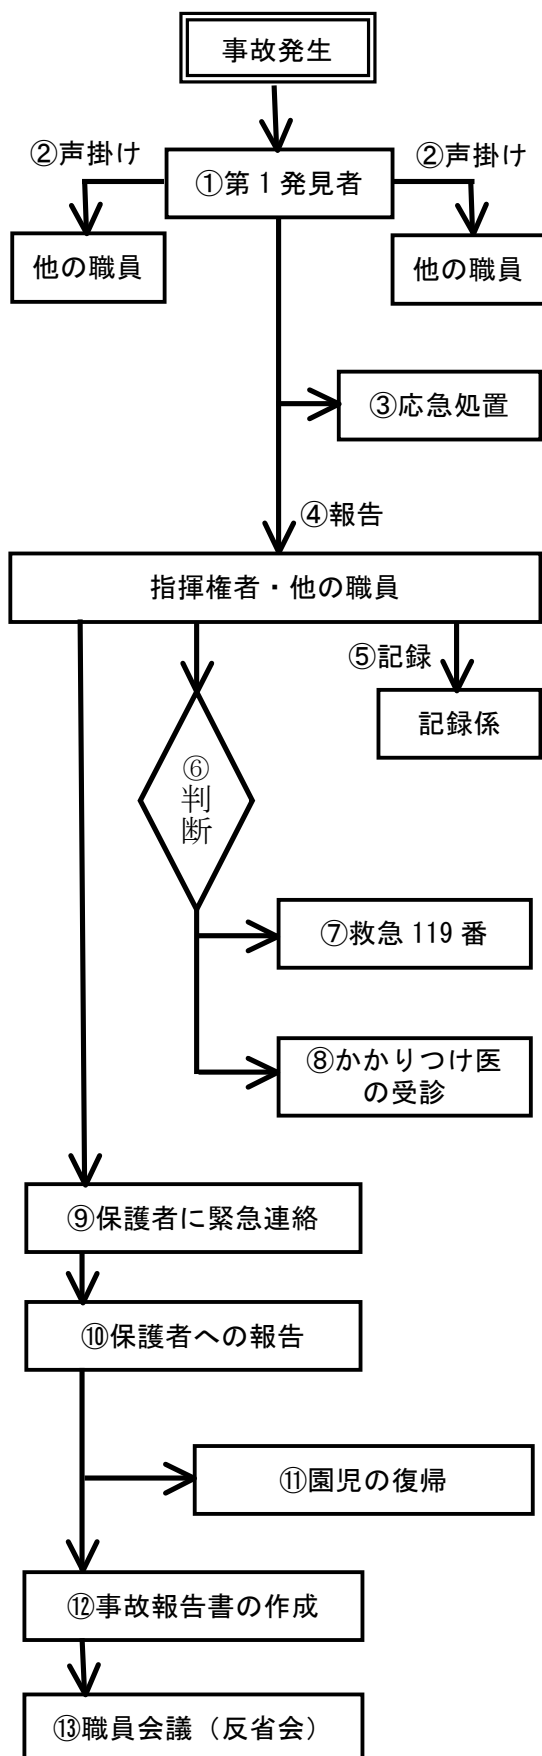 事故発生
②声掛け
②声掛け
①第１発見者
他の職員
他の職員
③応急処置
④報告
指揮権者・他の職員
⑤記録
記録係
⑥
判
断
⑦救急 119 番
⑧かかりつけ医
の受診
⑨保護者に緊急連絡
⑩保護者への報告
⑪園児の復帰
⑫事故報告書の作成
⑬職員会議（反省会）